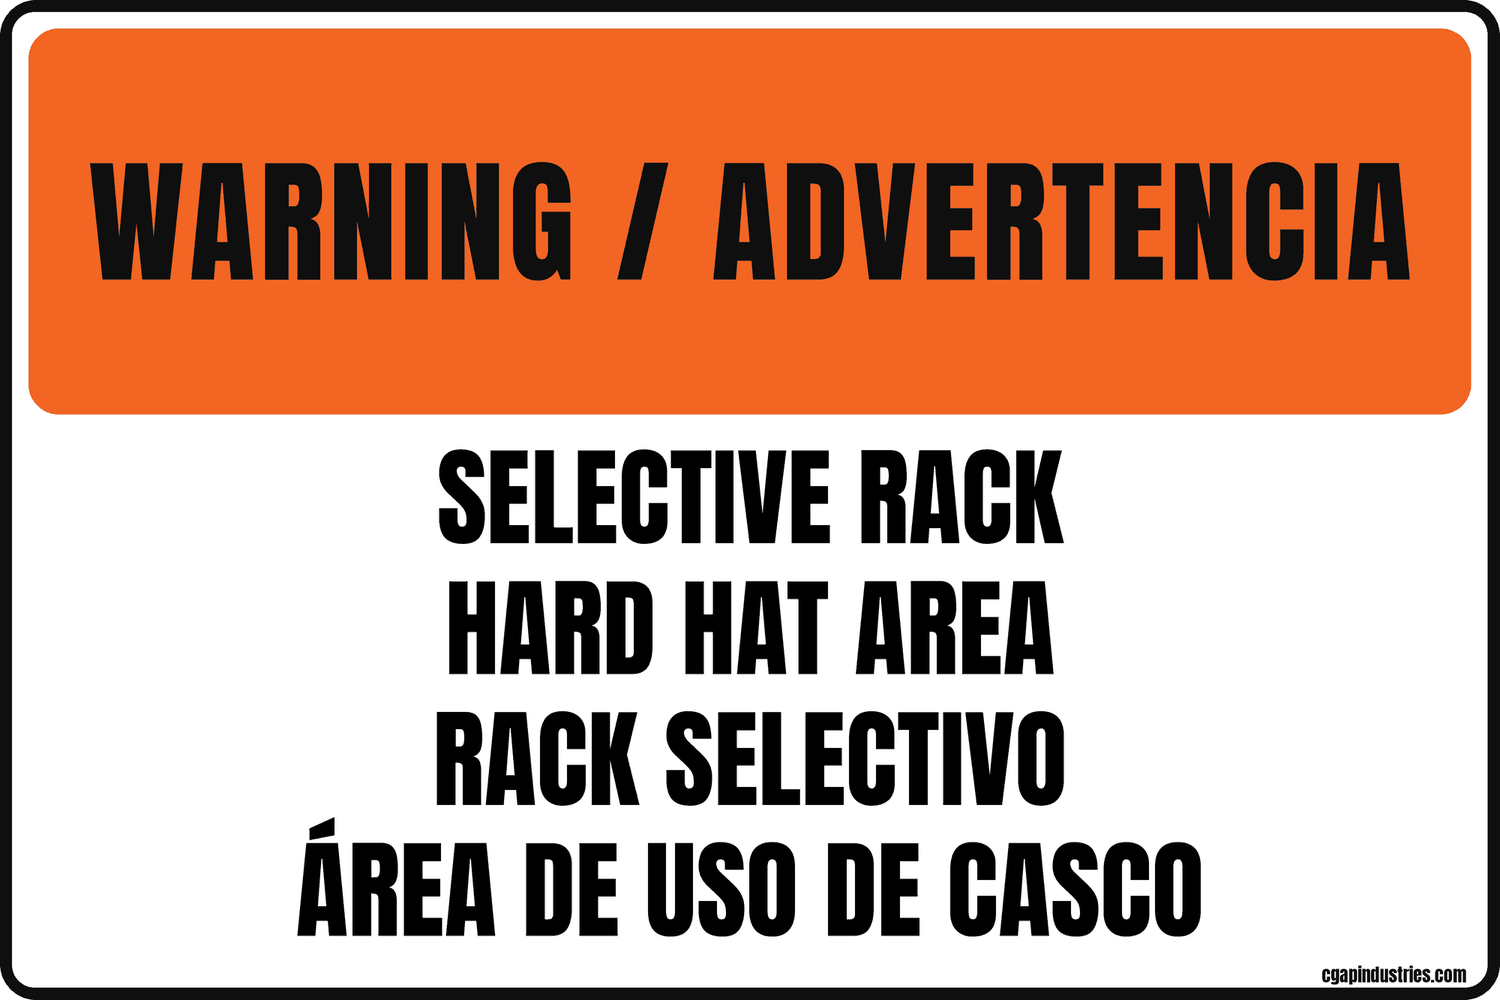 WARNING / ADVERTENCIA
SELECTIVE RACK
HARD HAT AREA
RACK SELECTIVO
ÁREA DE USO DE CASCO
cgapindustries.com